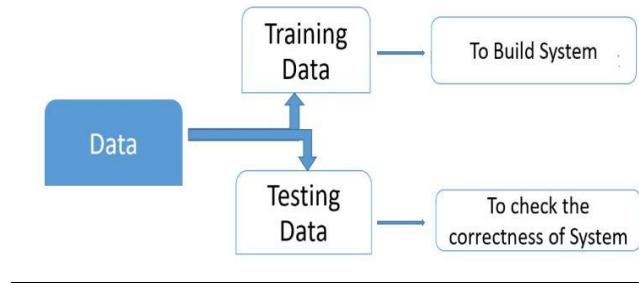 Training
Data
To Build System
Data
Testing
Data
To check the
correctness of System